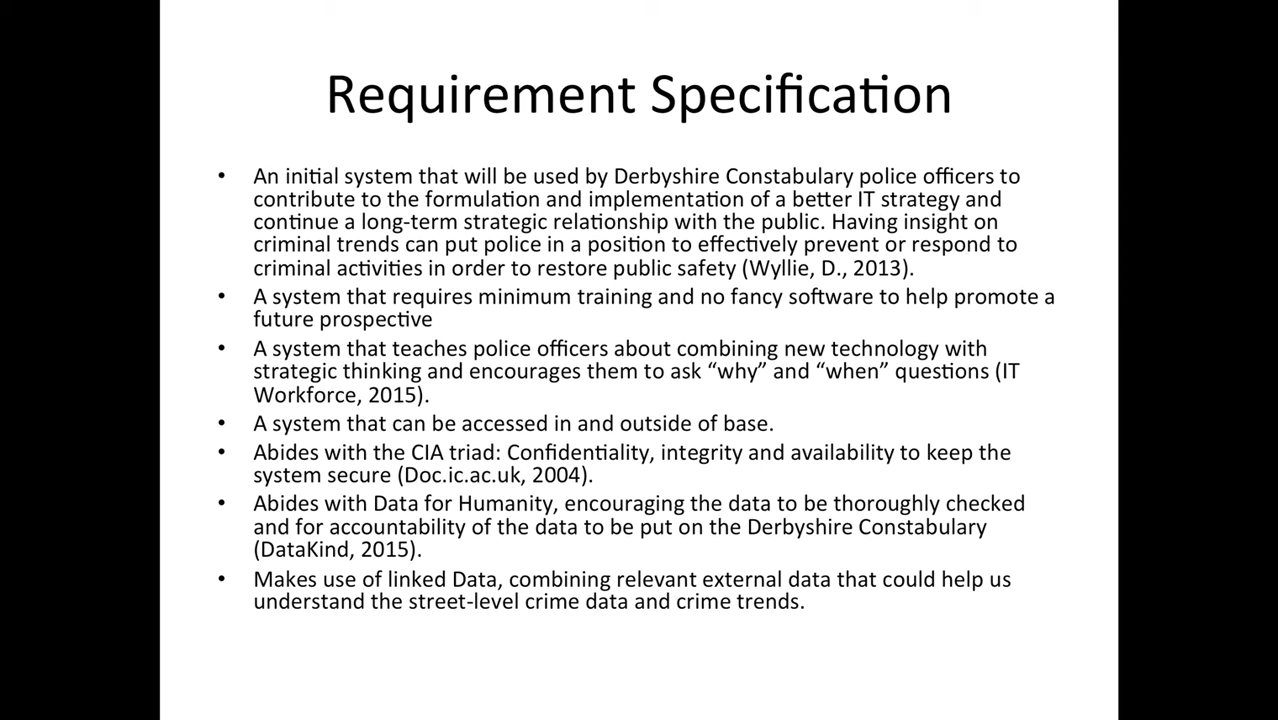 Requirement Specification
• An initial system that will be used by Derbyshire Constabulary police officers to
contribute to the formulation and implementation of a better IT strategy and
continue a long-term strategic relationship with the public. Having insight on
criminal trends can put police in a position to effectively prevent or respond to
criminal activities in order to restore public safety (Wyllie, D., 2013).
• A system that requires minimum training and no fancy software to help promote a
future prospective
• A system that teaches police officers about combining new technology with
strategic thinking and encourages them to ask “why” and “when” questions (IT
Workforce, 2015).
• A system that can be accessed in and outside of base.
• Abides with the CIA triad: Confidentiality, integrity and availability to keep the
system secure (Doc.ic.ac.uk, 2004).
• Abides with Data for Humanity, encouraging the data to be thoroughly checked
and for accountability of the data to be put on the Derbyshire Constabulary
(DataKind, 2015).
• Makes use of linked Data, combining relevant external data that could help us
understand the street-level crime data and crime trends.